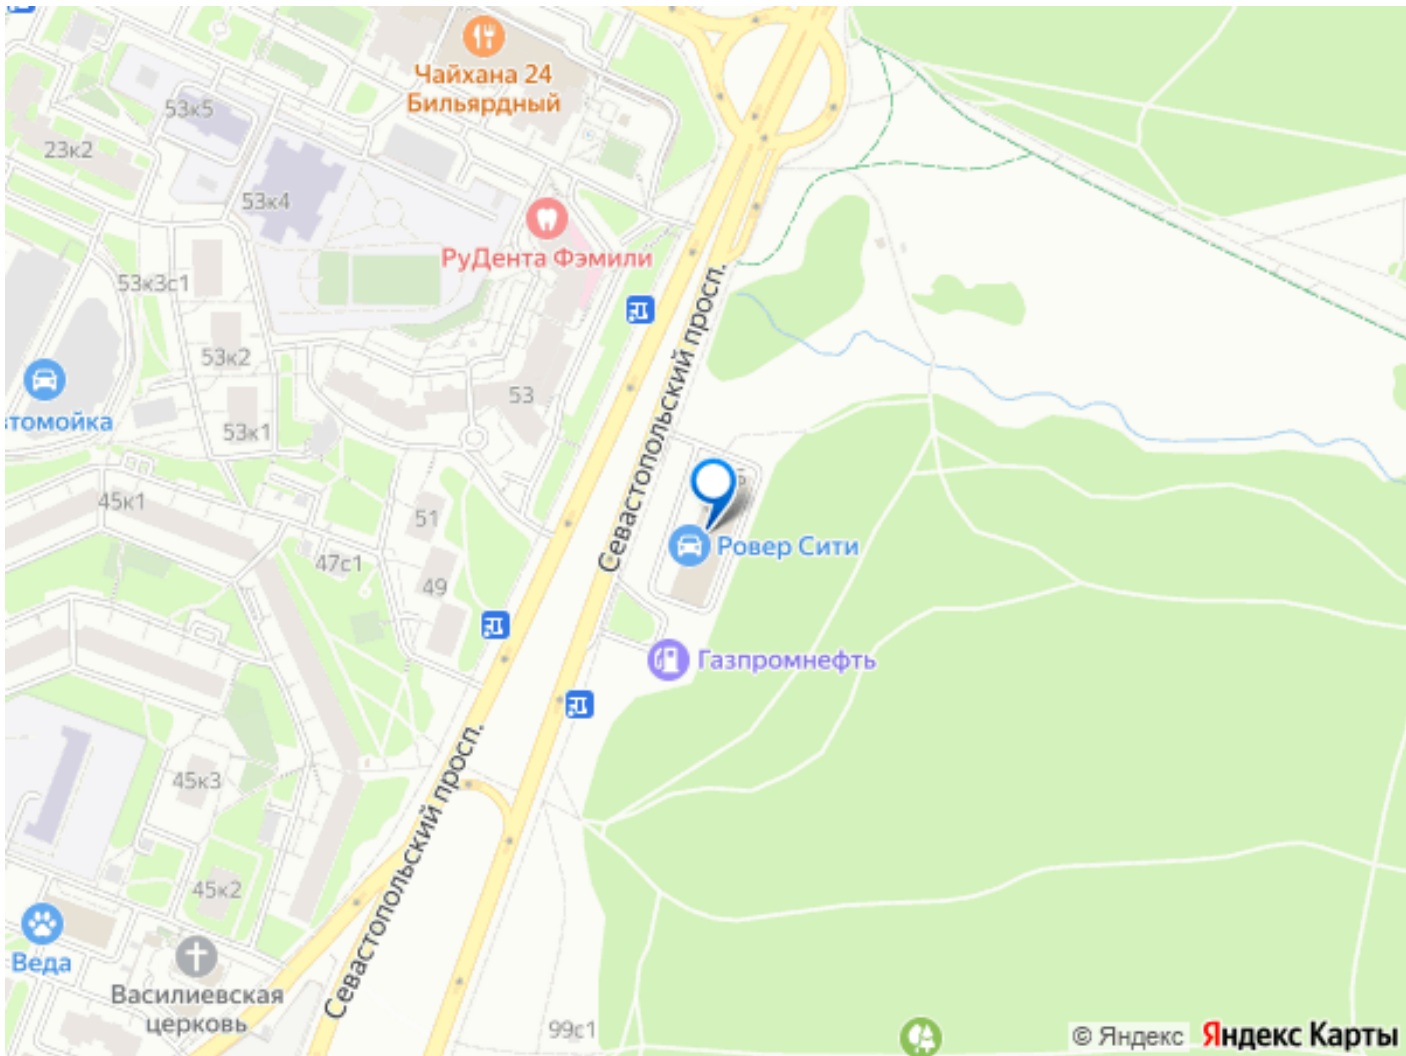 Чайхана 24
Бильярдный
53к5
23к2
53к4
РуДента Фэмили
53к3с1
Севастопольский просп.
53к2
53
томойка
53к1
45к1
51
Ровер Сити
47с1
49
Газпромнефть
Севастопольский просп.
45к3
45к2
Веда
Василиевская
церковь
99с1
© Яндекс
Яндекс Карты